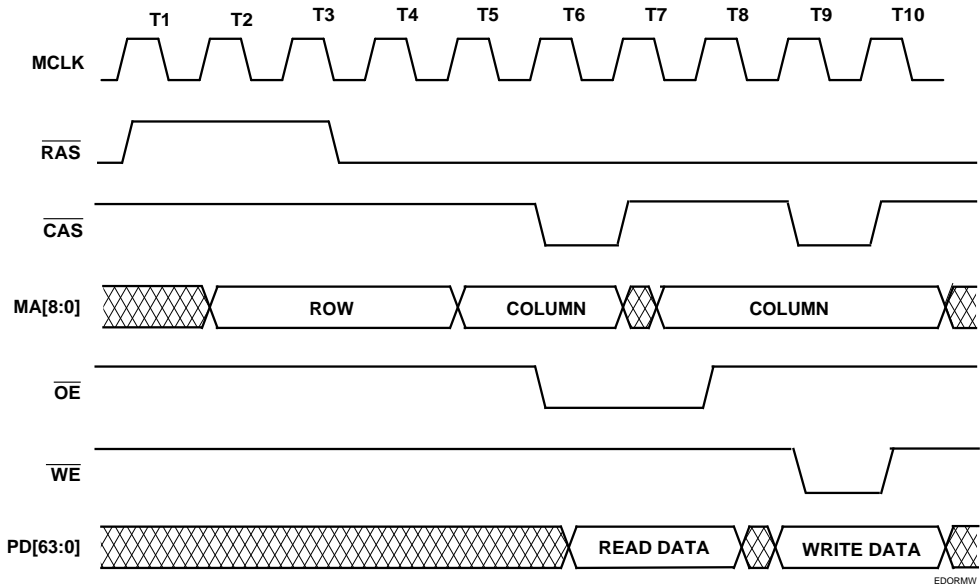 T1 T2 T3 T4 T5 T6 T7 T8 T9 T10
MCLK
RAS
CAS
MA[8:0] ROW COLUMN COLUMN
OE
WE
PD[63:0] READ DATA WRITE DATA
EDORMW